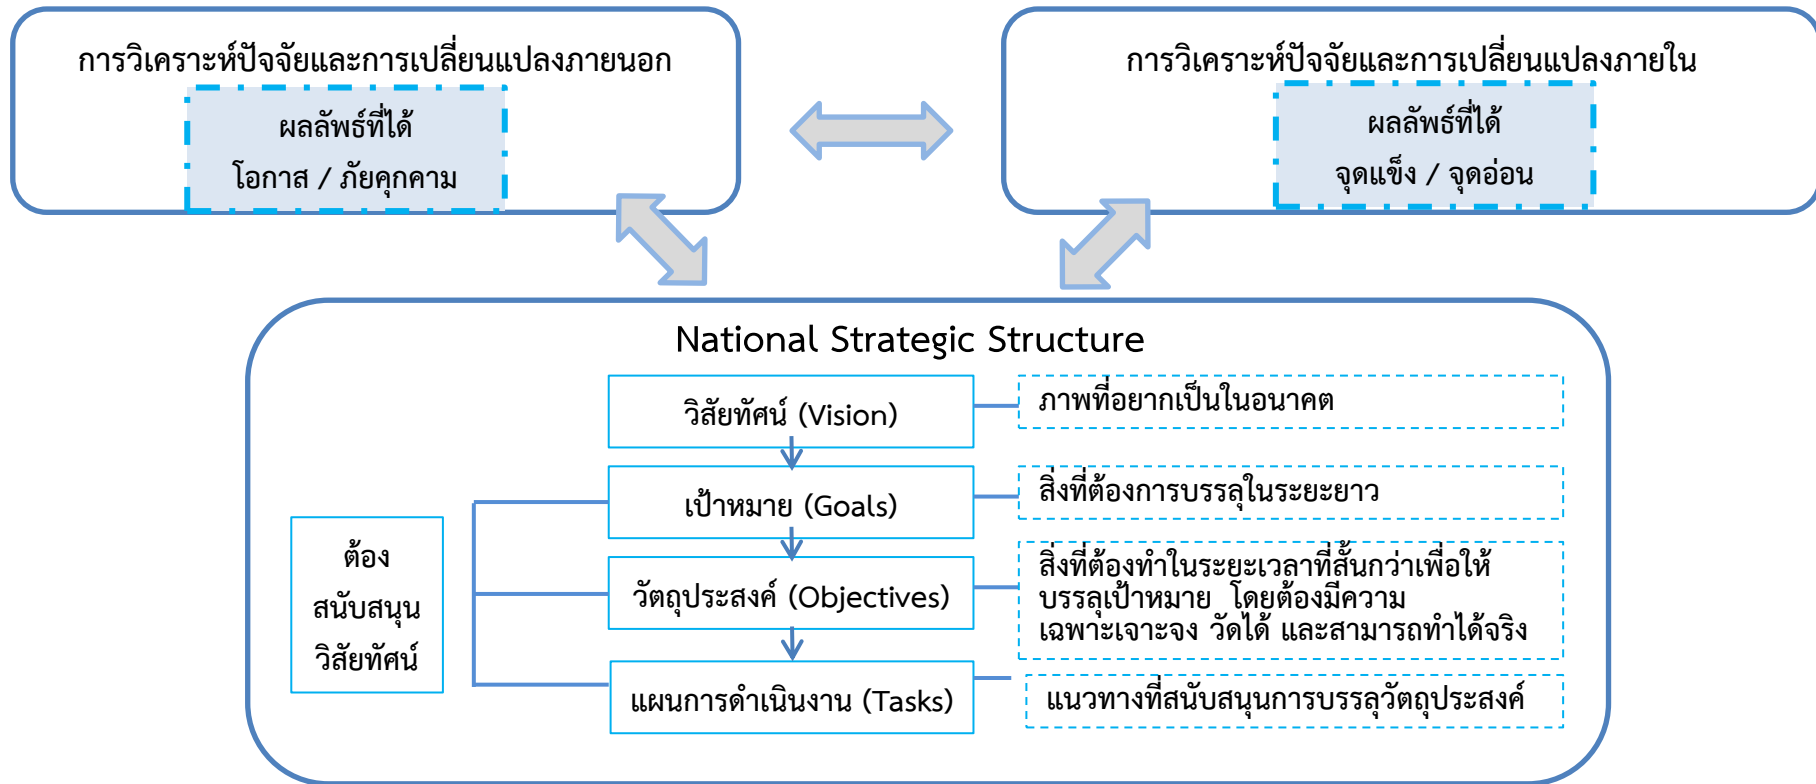 การวิเคราะห์ปัจจัยและการเปลี่ยนแปลงภายนอก
ผลลัพธ์ที่ได้
โอกาส / ภัยคุกคาม
การวิเคราะห์ปัจจัยและการเปลี่ยนแปลงภายใน
ผลลัพธ์ที่ได้
จุดแข็ง / จุดอ่อน
National Strategic Structure
วิสัยทัศน์ (Vision)
ภาพที่อยากเป็นในอนาคต
เป้าหมาย (Goals)
สิ่งที่ต้องการบรรลุในระยะยาว
ต้อง
สนับสนุน
วิสัยทัศน์
วัตถุประสงค์ (Objectives)
สิ่งที่ต้องทำในระยะเวลาที่สั้นกว่าเพื่อให้
บรรลุเป้าหมาย โดยต้องมีความ
เฉพาะเจาะจง วัดได้ และสามารถทำได้จริง
แผนการดำเนินงาน (Tasks)
แนวทางที่สนับสนุนการบรรลุวัตถุประสงค์